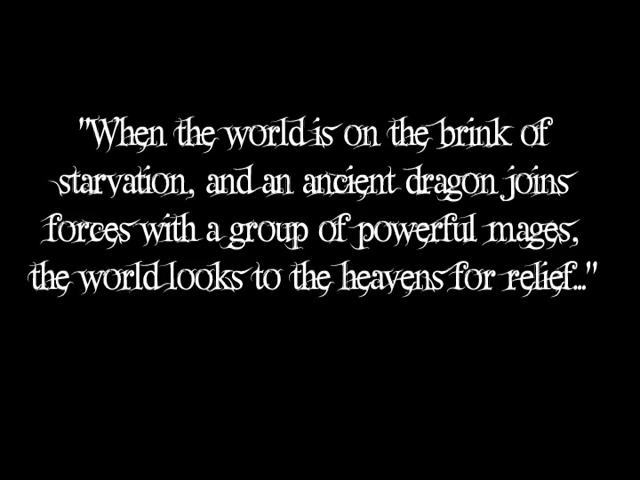 "When the world is on the brink of
starvation, and an ancient dragon joins
forces with a group of powerful mages,
the world looks to the heavens for relief..."